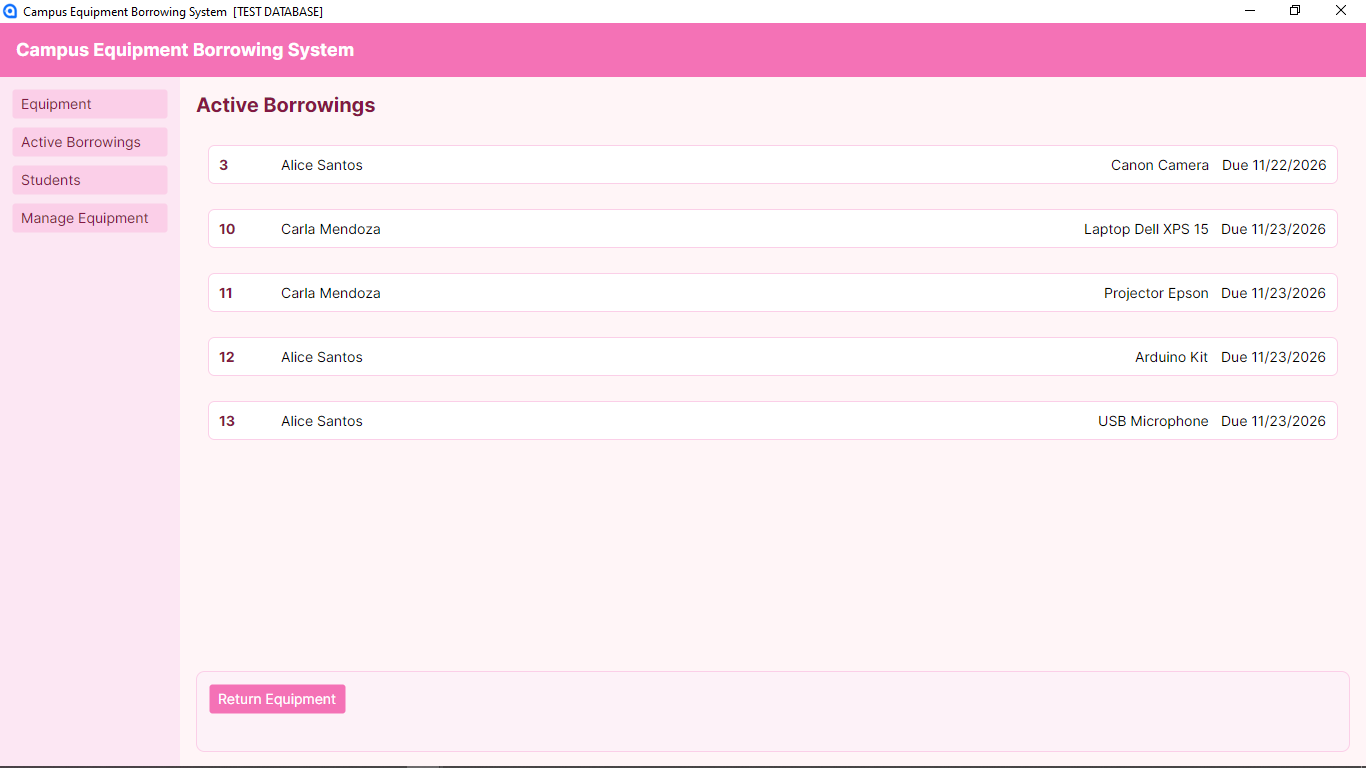 Campus Equipment Borrowing System [TEST DATABASE]
Campus Equipment Borrowing System
Equipment
Active Borrowings
Students
Manage Equipment
Active Borrowings
3 Alice Santos Canon Camera Due 11/22/2026
10 Carla Mendoza Laptop Dell XPS 15 Due 11/23/2026
11 Carla Mendoza Projector Epson Due 11/23/2026
12 Alice Santos Arduino Kit Due 11/23/2026
13 Alice Santos USB Microphone Due 11/23/2026
Return Equipment